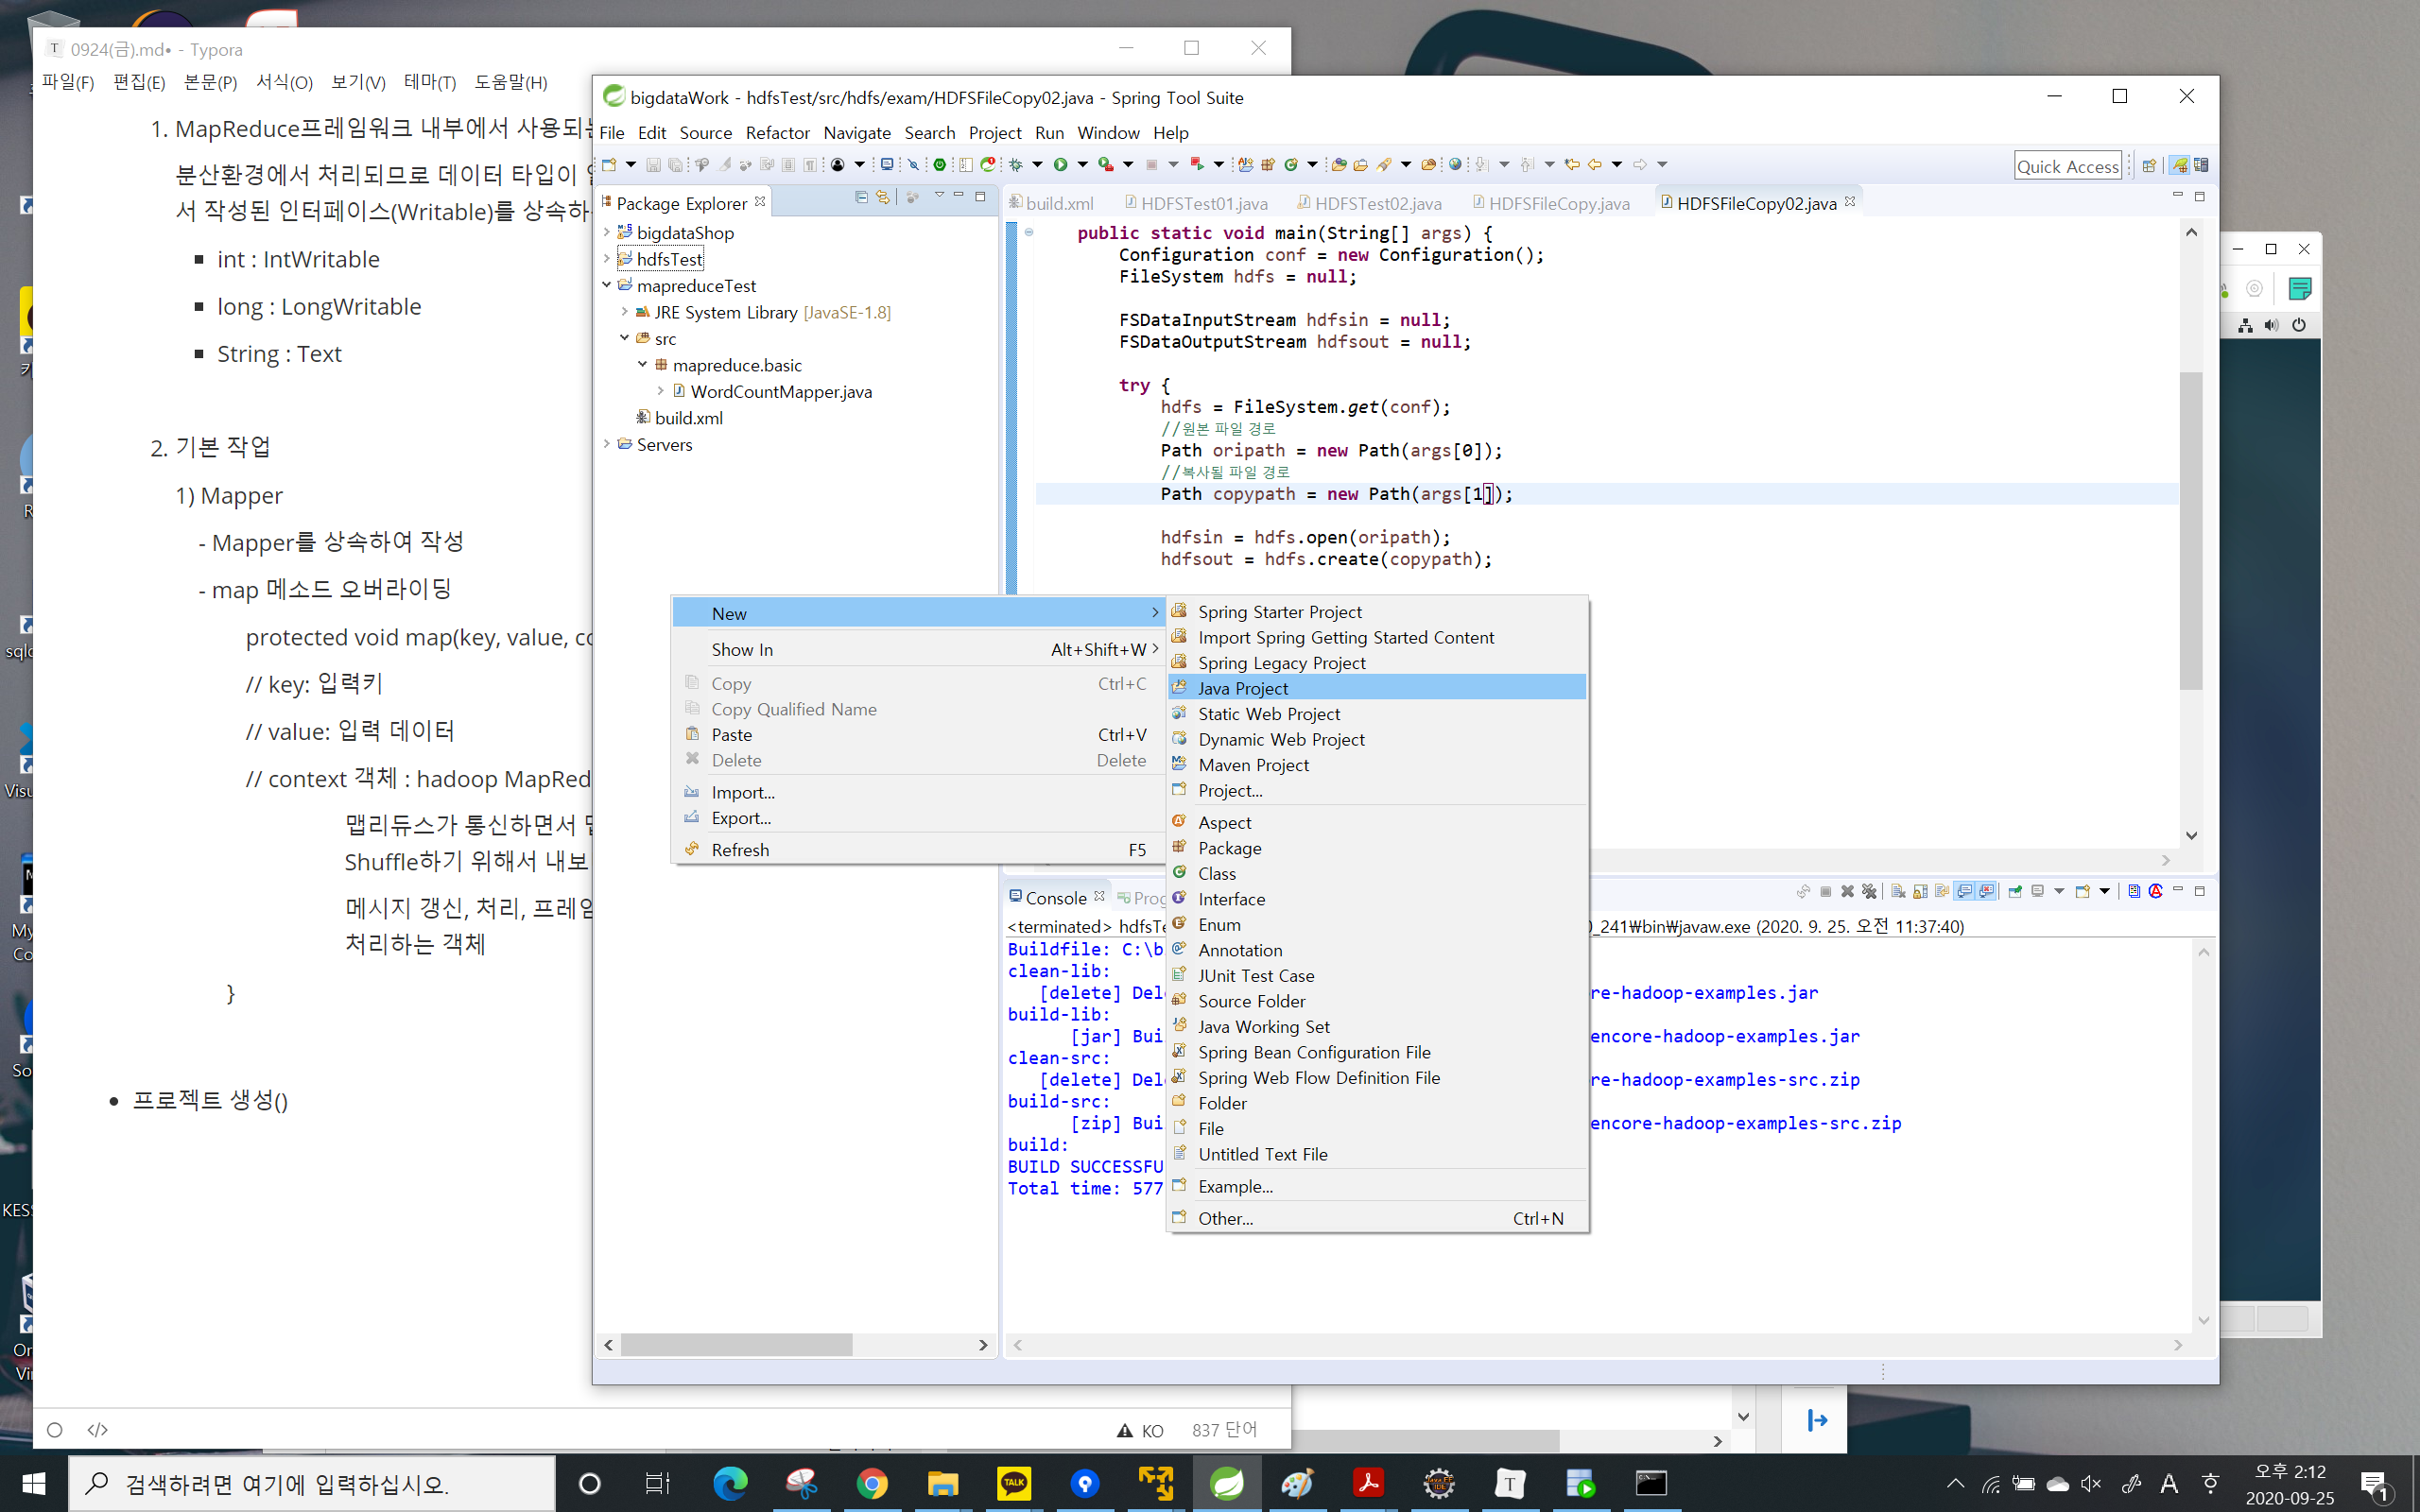 0924(금).md• - Typora
파일(F) 편집(E) 본문(P) 서식(O) 보기(V) 테마(T) 도움말(H)
1. MapReduce프레임워크 내부에서 사용되는
분산환경에서 처리되므로 데이터 타입이
서 작성된 인터페이스(Writable)를 상속하
int : IntWritable
long : LongWritable
String : Text
2. 기본 작업
1) Mapper
- Mapper를 상속하여 작성
- map 메소드 오버라이딩
protected void map(key, value, co
// key: 입력키
// value: 입력 데이터
// context 객체 : hadoop MapRed
맵리듀스가 통신하면서
Shuffle하기 위해서 내보
메시지 갱신, 처리, 프레임
처리하는 객체
}
프로젝트 생성()
KO 837 단어
bigdataWork - hdfsTest/src/hdfs/exam/HDFSFileCopy02.java - Spring Tool Suite
File Edit Source Refactor Navigate Search Project Run Window Help
Quick Access
Package Explorer
bigdataShop
hdfsTest
mapreduceTest
JRE System Library [JavaSE-1.8]
src
mapreduce.basic
WordCountMapper.java
build.xml
Servers
build.xml HDFSTest01.java HDFSTest02.java HDFSFileCopy.java HDFSFileCopy02.java
public static void main(String[] args) {
Configuration conf = new Configuration();
FileSystem hdfs = null;
FSDataInputStream hdfsin = null;
FSDataOutputStream hdfsout = null;
try {
hdfs = FileSystem.get(conf);
//원본 파일 경로
Path oripath = new Path(args[0]);
//복사될 파일 경로
Path copypath = new Path(args[1]);
hdfsin = hdfs.open(oripath);
hdfsout = hdfs.create(copypath);
New
Show In Alt+Shift+W
Copy Ctrl+C
Copy Qualified Name
Paste Ctrl+V
Delete Delete
Import...
Export...
Refresh F5
Spring Starter Project
Import Spring Getting Started Content
Spring Legacy Project
Java Project
Static Web Project
Dynamic Web Project
Maven Project
Project...
Aspect
Package
Class
Interface
Enum
Annotation
JUnit Test Case
Source Folder
Java Working Set
Spring Bean Configuration File
Spring Web Flow Definition File
Folder
File
Untitled Text File
Example...
Other... Ctrl+N
Console Prog
<terminated> hdfsTe 0_241₩bin₩javaw.exe (2020. 9. 25. 오전 11:37:40)
Buildfile: C:\b
clean-lib:
[delete] Del re-hadoop-examples.jar
build-lib:
[jar] Bui encore-hadoop-examples.jar
clean-src:
[delete] Del re-hadoop-examples-src.zip
build-src:
[zip] Bui encore-hadoop-examples-src.zip
build:
BUILD SUCCESSFU
Total time: 577
sqld
Visu
My
Co
So
KESS
Or
Vi
검색하려면 여기에 입력하십시오.
TALK
A 오후 2:12
2020-09-25
1